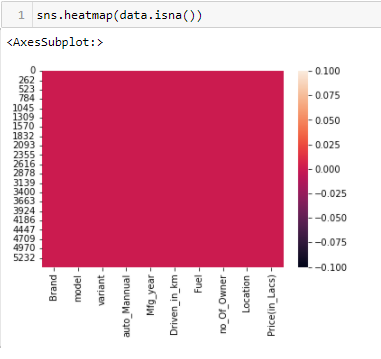 1 sns.heatmap(data.isna())
<AxesSubplot:>
0
262
523
784
1045
1309
1570
1832
2093
2355
2616
2878
3139
3400
3663
3924
4186
4447
4709
4970
5232
0.100
0.075
0.050
0.025
0.000
-0.025
-0.050
-0.075
-0.100
Brand
model
variant
auto_Mannual
Mfg_year
Driven_in_km
Fuel
no_Of_Owner
Location
Price(in_Lacs)